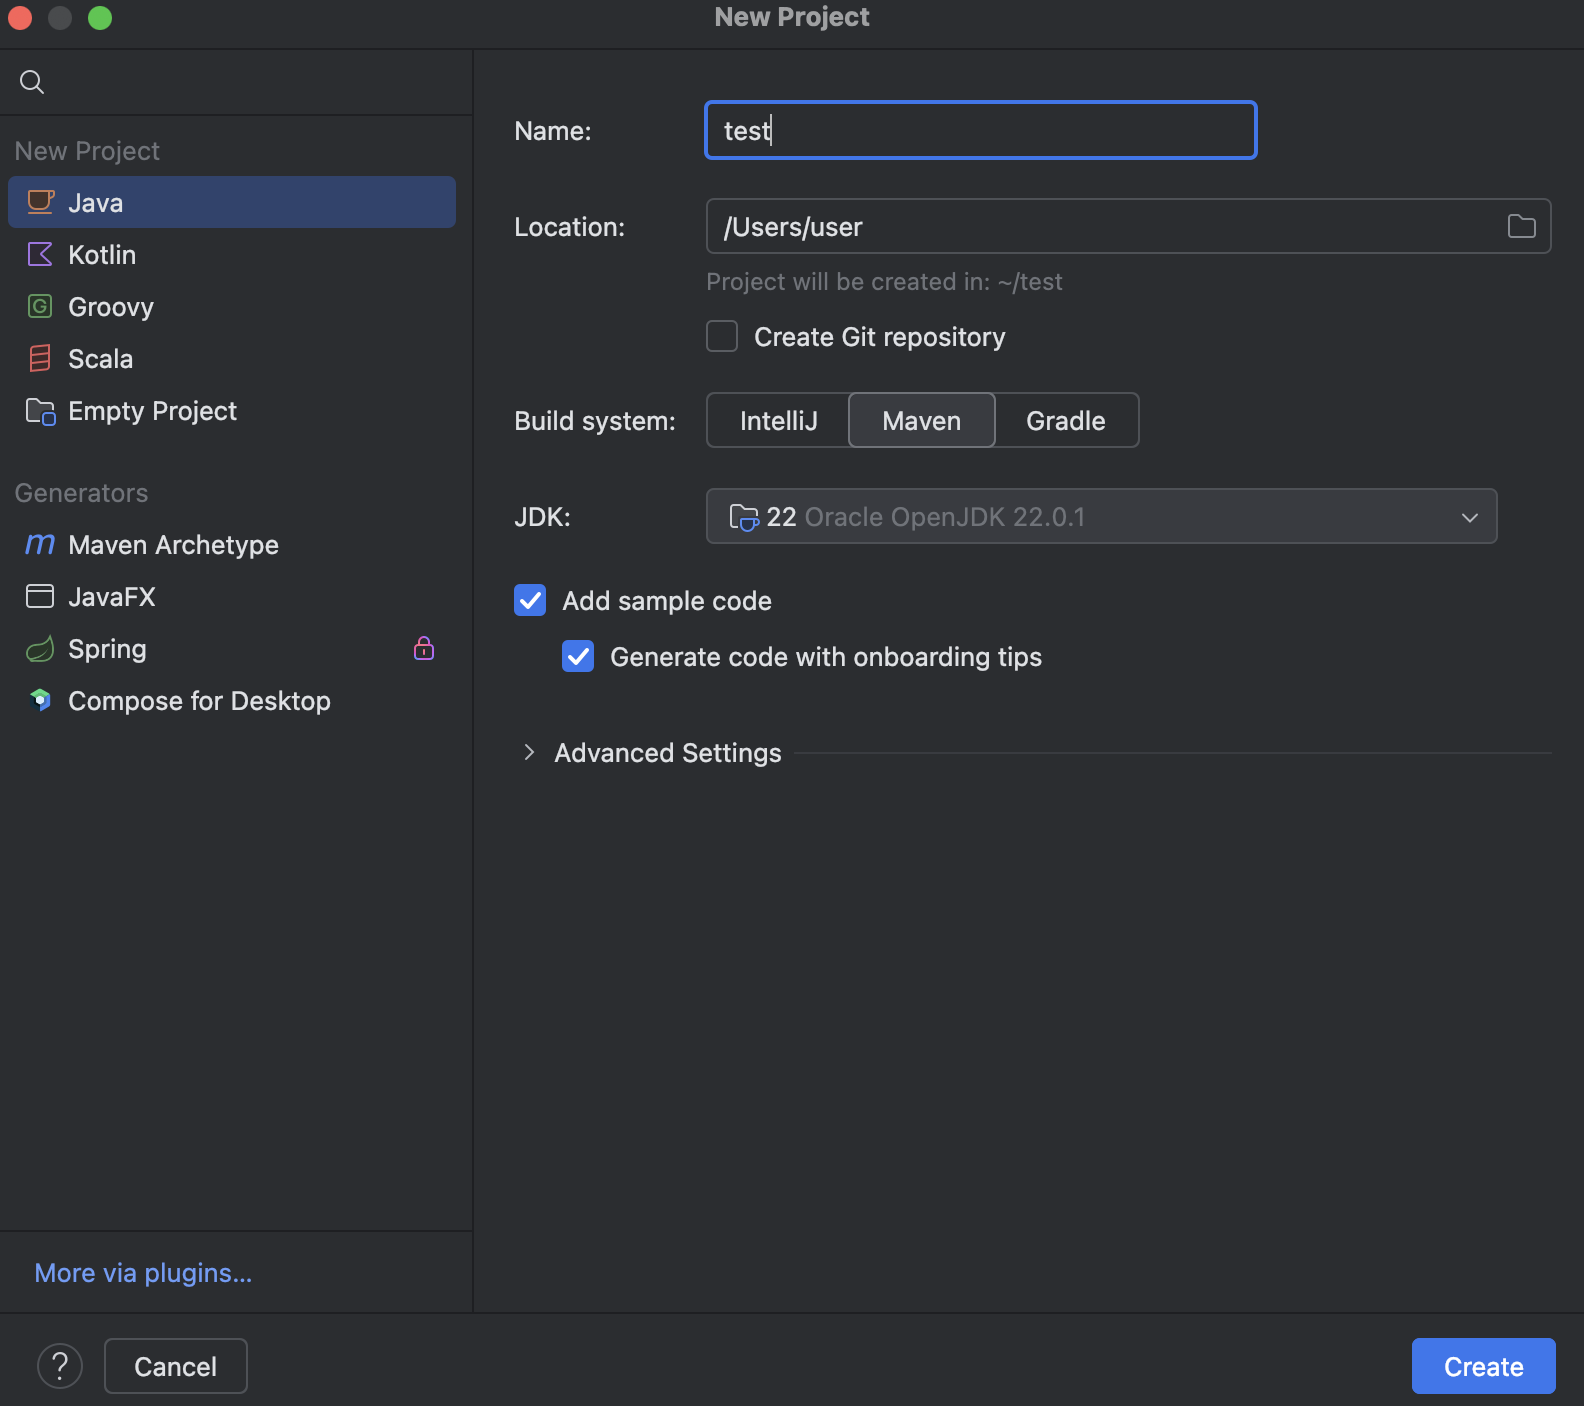 New Project
New Project
Java
Kotlin
Groovy
Scala
Empty Project
Generators
Maven Archetype
JavaFX
Spring
Compose for Desktop
More via plugins...
Name:
test
Location:
/Users/user
Project will be created in: ~/test
Create Git repository
Build system:
IntelliJ
Maven
Gradle
JDK:
22 Oracle OpenJDK 22.0.1
Add sample code
Generate code with onboarding tips
Advanced Settings
?
Cancel
Create